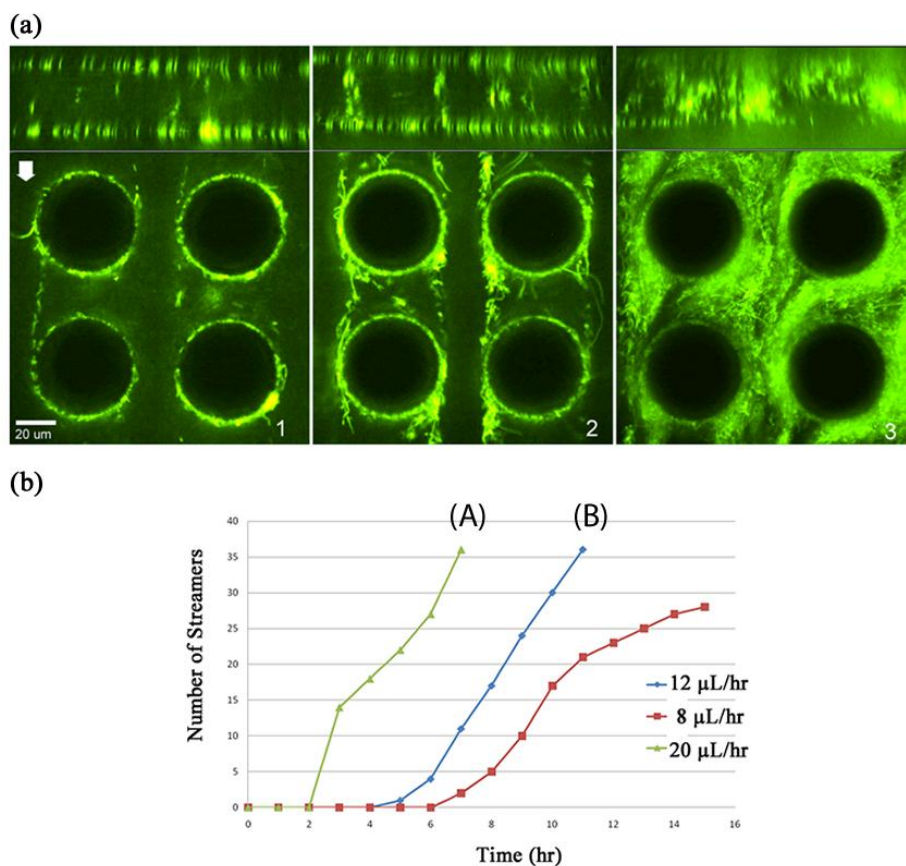 (a)
1
2
3
20 um
(b)
(A)
(B)
40
35
30
25
20
15
10
5
0
Number of Streamers
12 µL/hr
8 µL/hr
20 µL/hr
0 2 4 6 8 10 12 14 16
Time (hr)